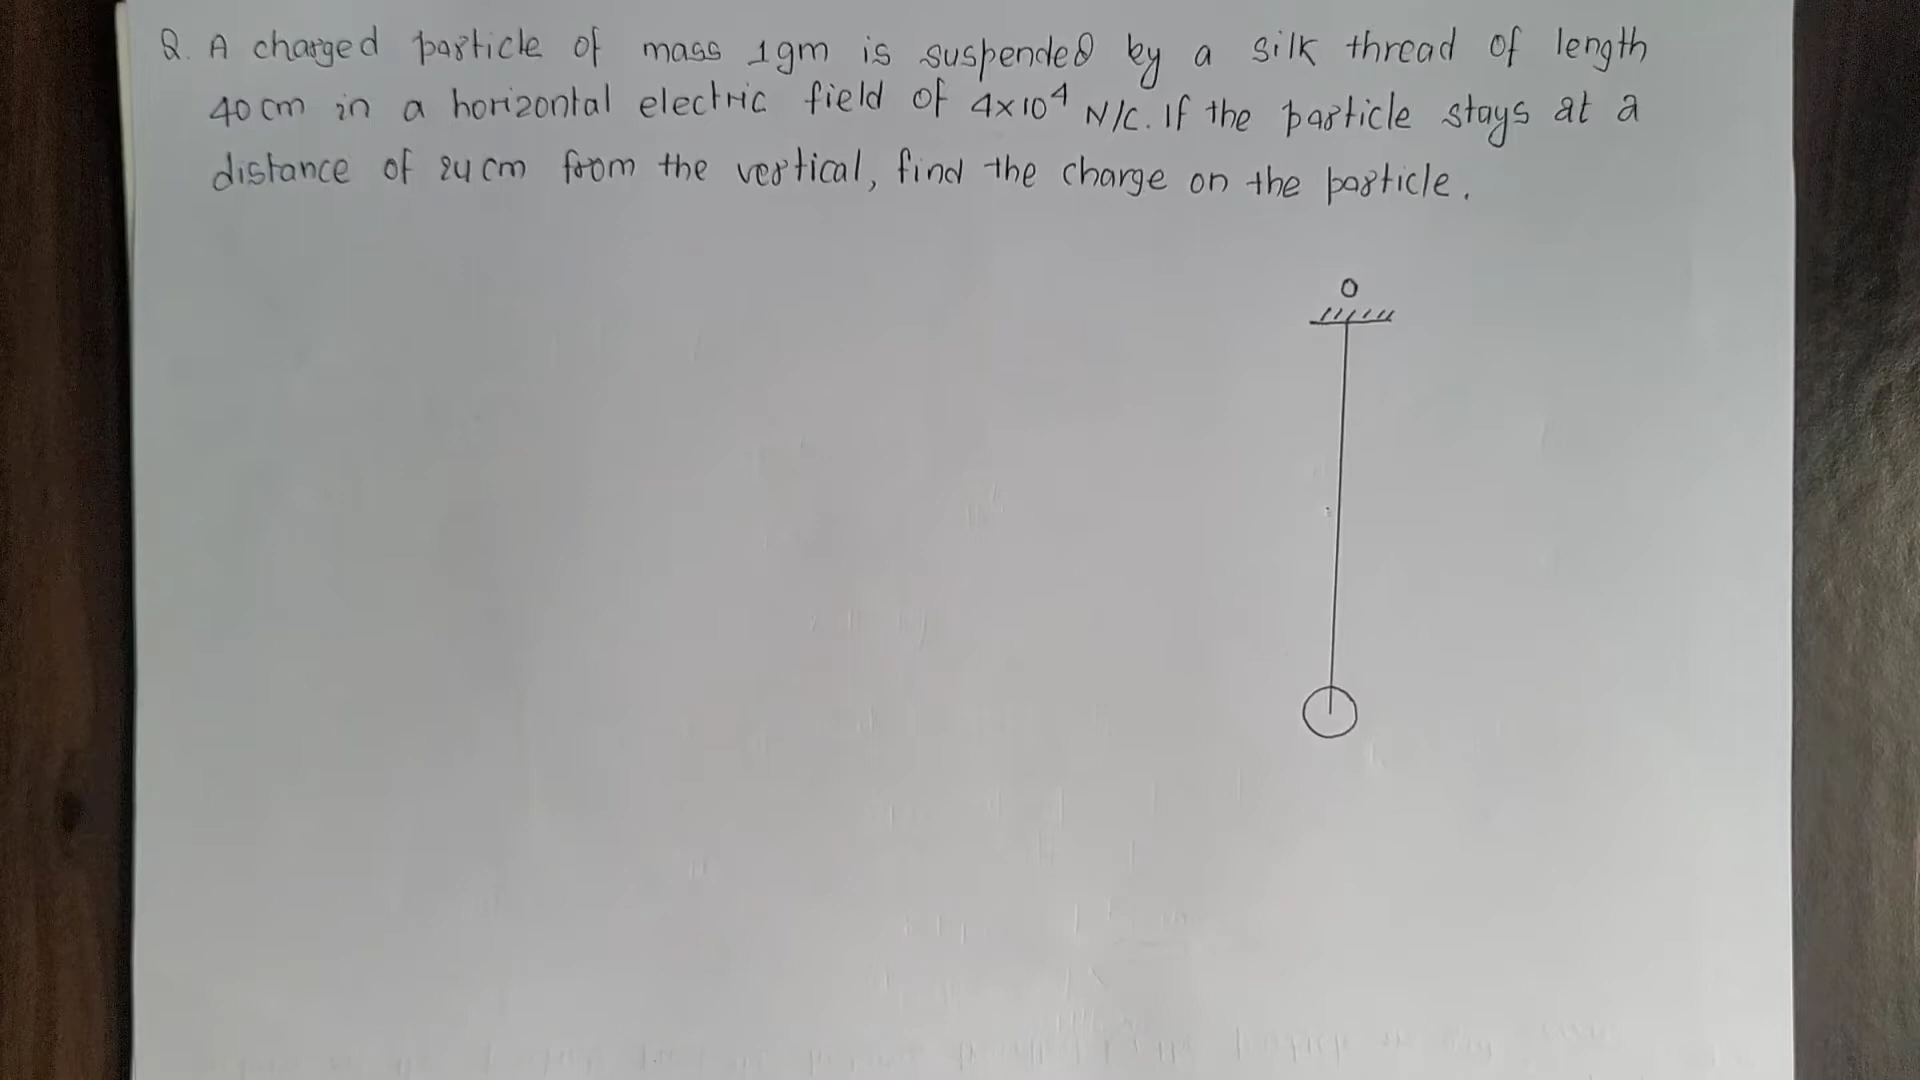 Q. A charged particle of mass 1gm is suspended by a silk thread of length
40 cm in a horizontal electric field of 4×10⁴ N/C. If the particle stays at a
distance of 24 cm from the vertical, find the charge on the particle.
O